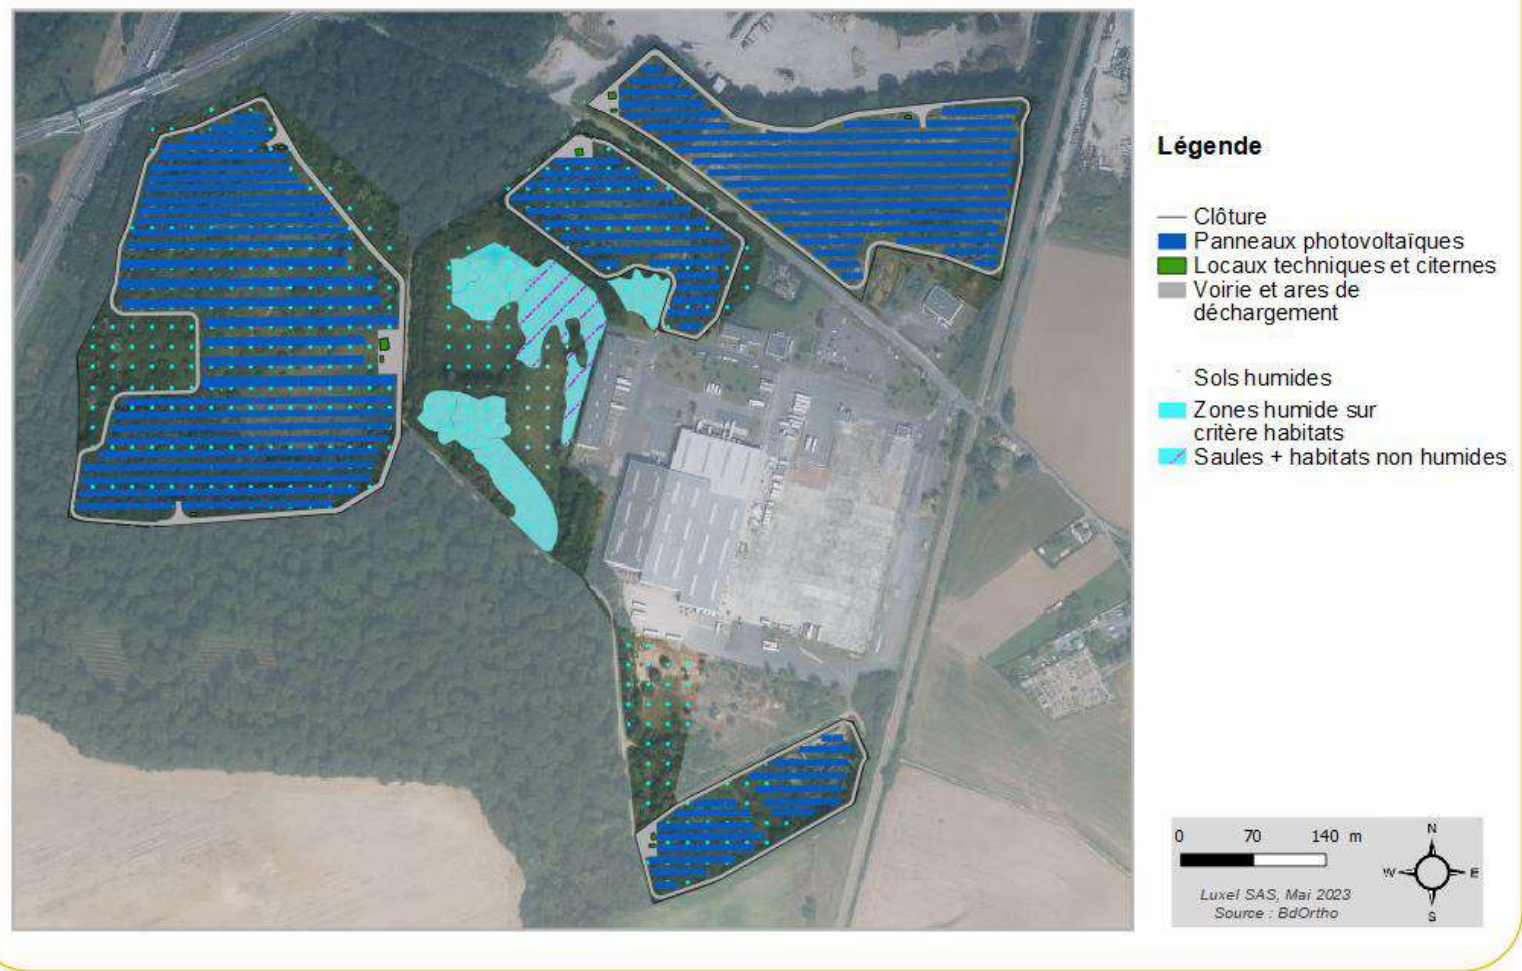 Légende
Clôture
Panneaux photovoltaïques
Locaux techniques et citernes
Voirie et ares de
déchargement
Sols humides
Zones humide sur
critère habitats
Saules + habitats non humides
0 70 140 m
N
W E
S
Luxel SAS, Mai 2023
Source : BdOrtho